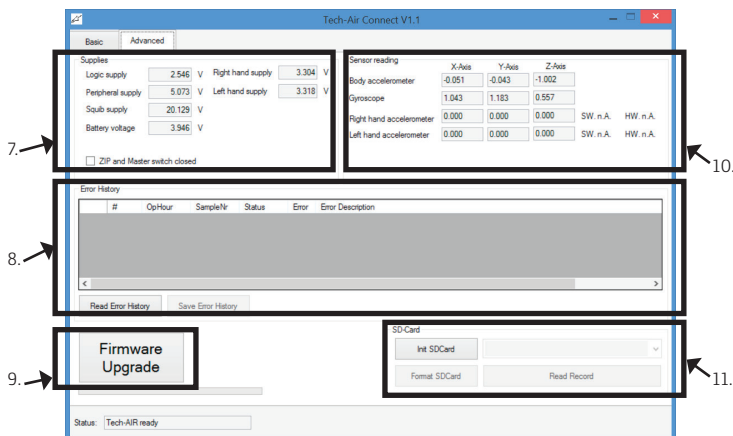 Tech-Air Connect V1.1
Basic Advanced
Supplies
Logic supply 2.546 V Right hand supply 3.304 V
Peripheral supply 5.073 V Left hand supply 3.318 V
Squib supply 20.129 V
Battery voltage 3.946 V
ZIP and Master switch closed
7.
Sensor reading
X-Axis Y-Axis Z-Axis
Body accelerometer -0.051 -0.043 -1.002
Gyroscope 1.043 1.183 0.557
Right hand accelerometer 0.000 0.000 0.000 SW. n.A. HW. n.A.
Left hand accelerometer 0.000 0.000 0.000 SW. n.A. HW. n.A.
10.
Error History
# OpHour SampleNr Status Error Error Description
8.
Read Error History Save Error History
Firmware
Upgrade
9.
SD-Card
Init SDCard
Format SDCard Read Record
11.
Status: Tech-AIR ready